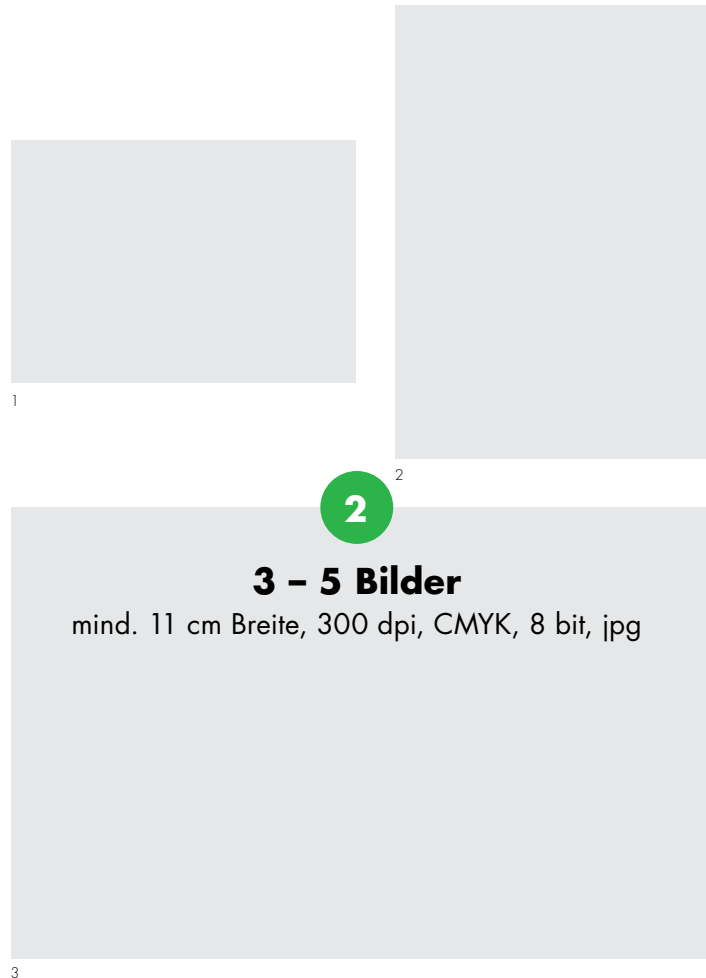 1
2
2
3 – 5 Bilder
mind. 11 cm Breite, 300 dpi, CMYK, 8 bit, jpg
3